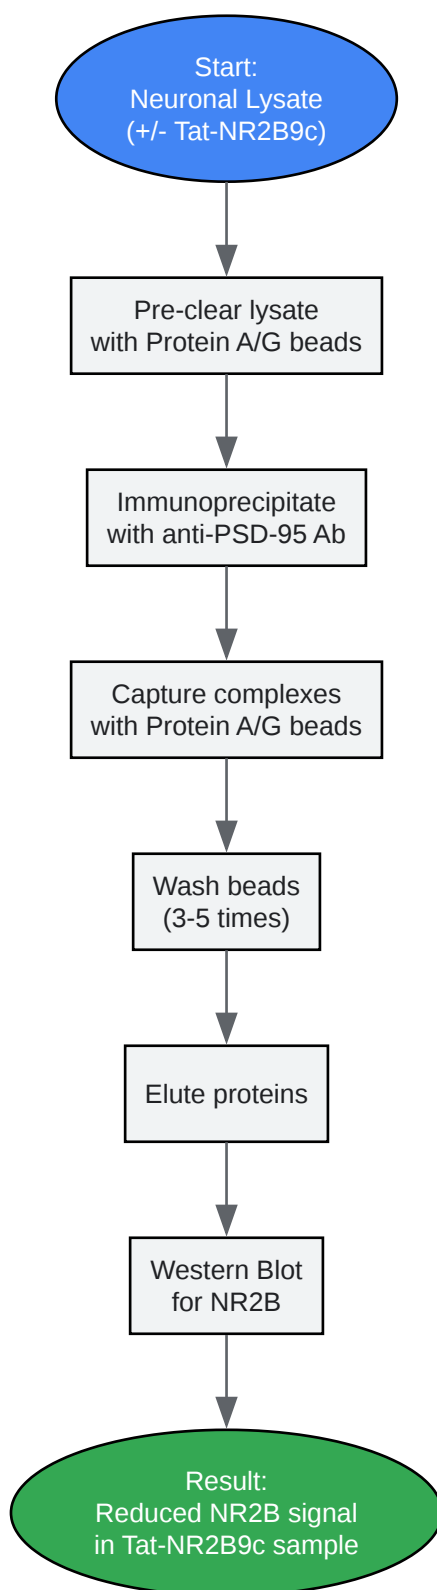 Start:
Neuronal Lysate
(+/- Tat-NR2B9c)
Pre-clear lysate
with Protein A/G beads
Immunoprecipitate
with anti-PSD-95 Ab
Capture complexes
with Protein A/G beads
Wash beads
(3-5 times)
Elute proteins
Western Blot
for NR2B
Result:
Reduced NR2B signal
in Tat-NR2B9c sample